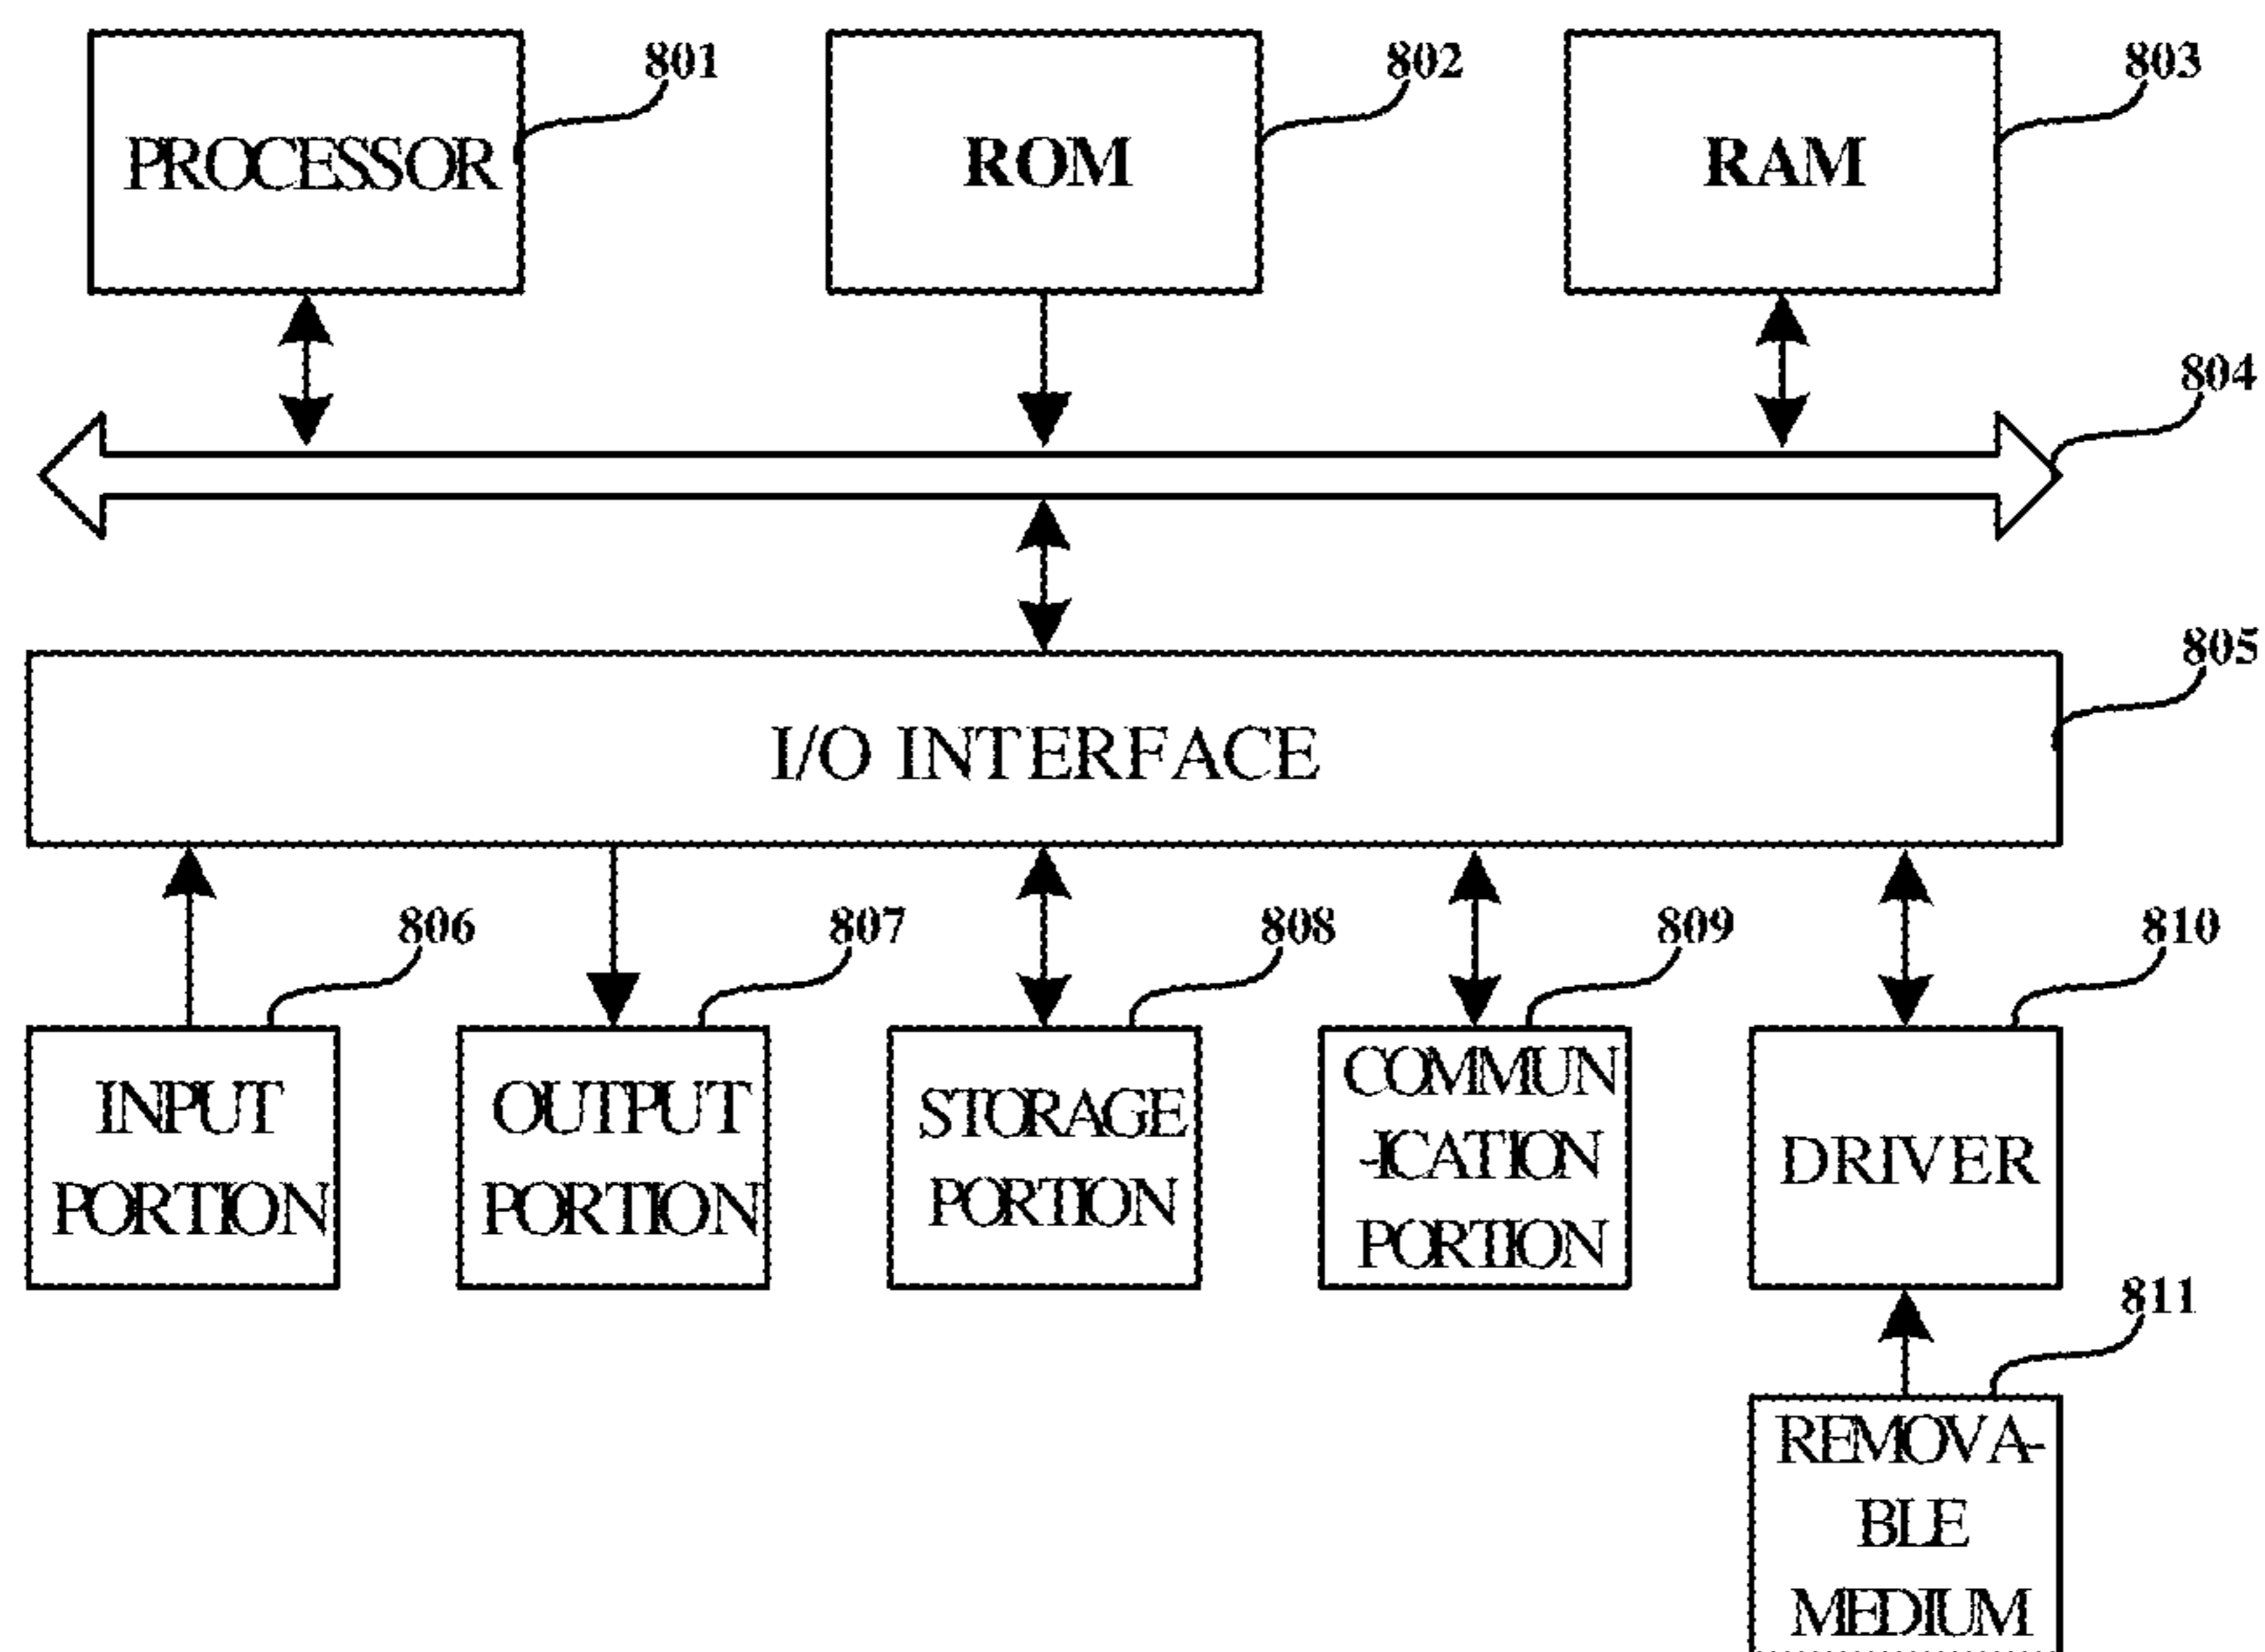 801
802
803
PROCESSOR
ROM
RAM
804
805
I/O INTERFACE
806
807
808
809
810
INPUT
PORTION
OUTPUT
PORTION
STORAGE
PORTION
COMMUN
-ICATION
PORTION
DRIVER
811
REMOVA-
BLE
MEDIUM